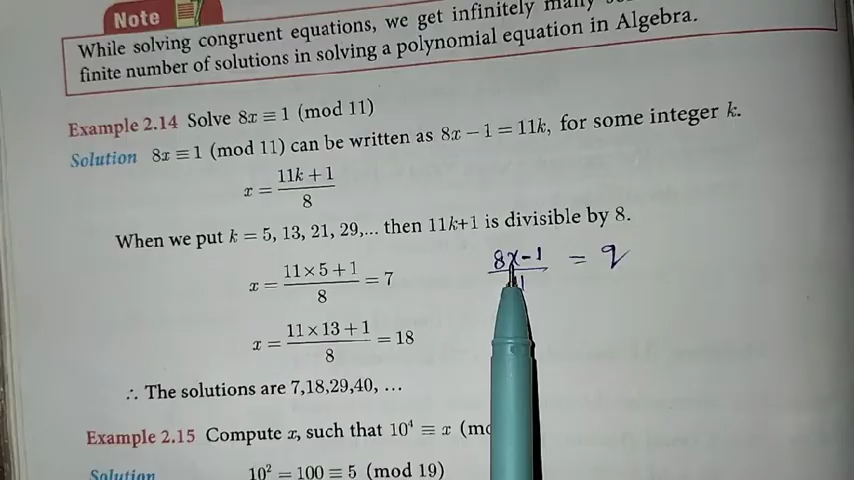 Note
While solving congruent equations, we get infinitely many
finite number of solutions in solving a polynomial equation in Algebra.
Example 2.14 Solve 8x ≡ 1 (mod 11)
Solution 8x ≡ 1 (mod 11) can be written as 8x − 1 = 11k, for some integer k.
x = (11k + 1)/8
When we put k = 5, 13, 21, 29,... then 11k+1 is divisible by 8.
x = (11 × 5 + 1)/8 = 7
8x − 1 = q
x = (11 × 13 + 1)/8 = 18
∴ The solutions are 7,18,29,40, …
Example 2.15 Compute x, such that 10⁴ ≡ x
Solution 10² = 100 ≡ 5 (mod 19)